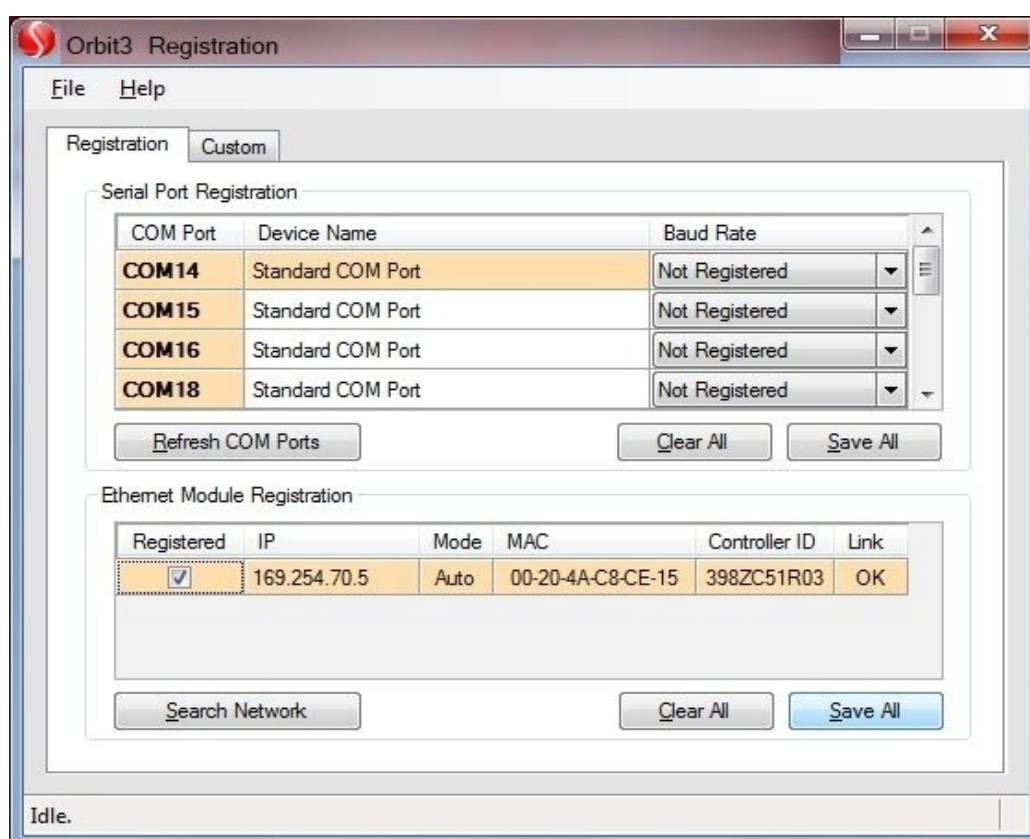 Orbit3 Registration
File Help
Registration Custom
Serial Port Registration
COM Port Device Name Baud Rate
COM14 Standard COM Port Not Registered
COM15 Standard COM Port Not Registered
COM16 Standard COM Port Not Registered
COM18 Standard COM Port Not Registered
Refresh COM Ports Clear All Save All
Ethernet Module Registration
Registered IP Mode MAC Controller ID Link
169.254.70.5 Auto 00-20-4A-C8-CE-15 398ZC51R03 OK
Search Network Clear All Save All
Idle.